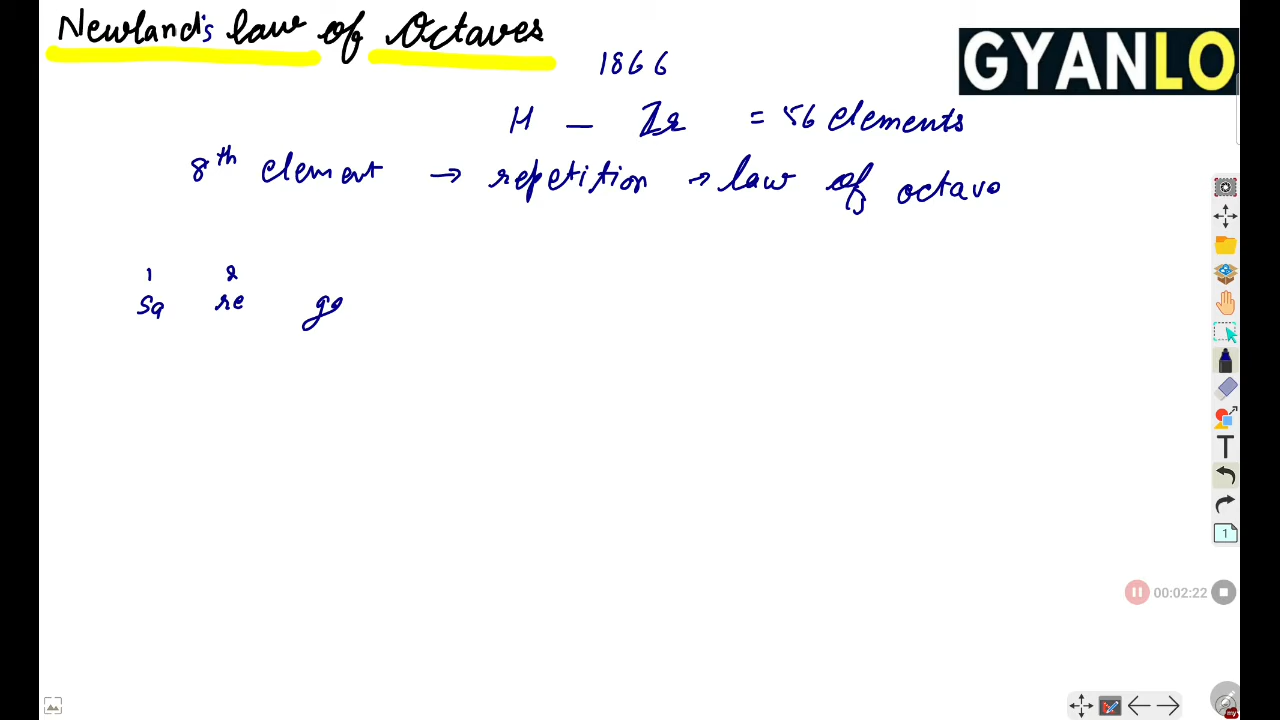 Newland's law of Octaves
GYANLO
1866
H – Zr = 56 elements
8th element → repetition → law of octave
1 2
Sa re ga
T
1
00:02:22